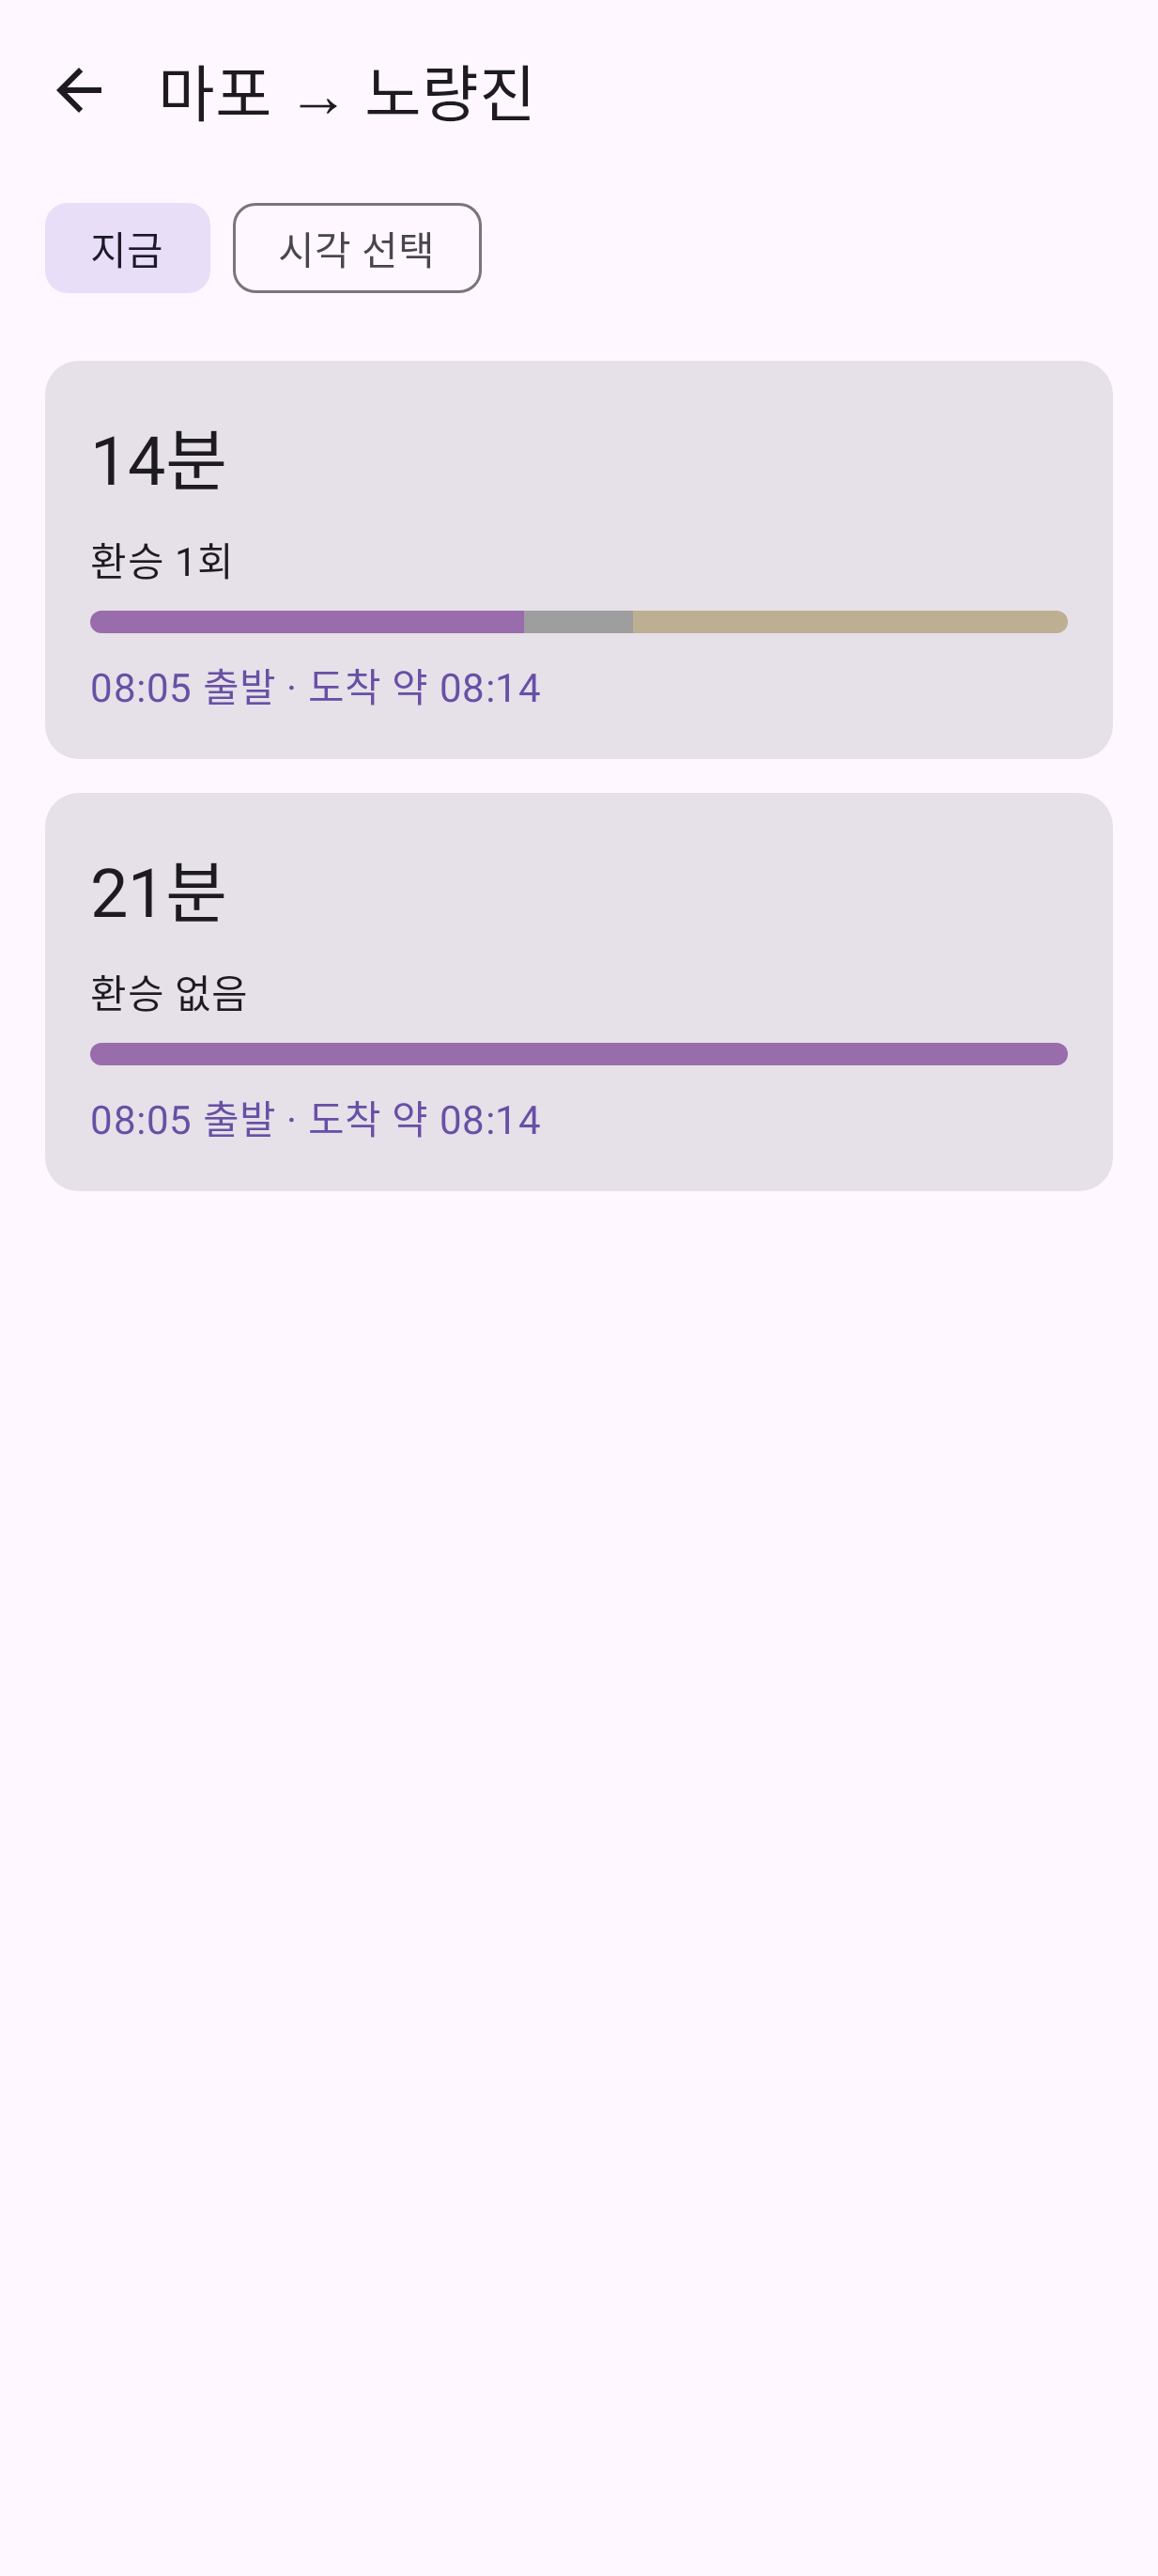 마포 → 노량진
지금
시각 선택
14분
환승 1회
08:05 출발 · 도착 약 08:14
21분
환승 없음
08:05 출발 · 도착 약 08:14